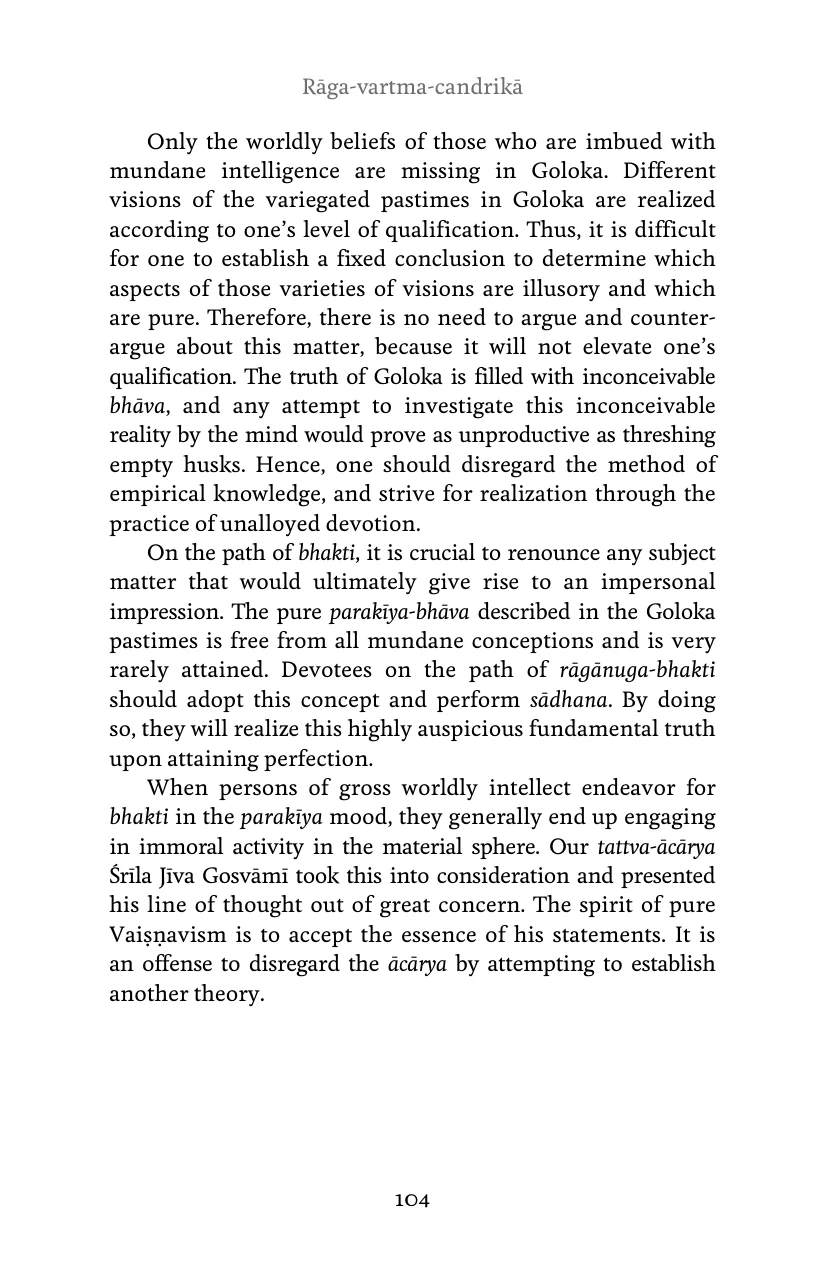 Rāga-vartma-candrikā
Only the worldly beliefs of those who are imbued with
mundane intelligence are missing in Goloka. Different
visions of the variegated pastimes in Goloka are realized
according to one’s level of qualification. Thus, it is difficult
for one to establish a fixed conclusion to determine which
aspects of those varieties of visions are illusory and which
are pure. Therefore, there is no need to argue and counter-
argue about this matter, because it will not elevate one’s
qualification. The truth of Goloka is filled with inconceivable
bhāva, and any attempt to investigate this inconceivable
reality by the mind would prove as unproductive as threshing
empty husks. Hence, one should disregard the method of
empirical knowledge, and strive for realization through the
practice of unalloyed devotion.
On the path of bhakti, it is crucial to renounce any subject
matter that would ultimately give rise to an impersonal
impression. The pure parakīya-bhāva described in the Goloka
pastimes is free from all mundane conceptions and is very
rarely attained. Devotees on the path of rāgānuga-bhakti
should adopt this concept and perform sādhana. By doing
so, they will realize this highly auspicious fundamental truth
upon attaining perfection.
When persons of gross worldly intellect endeavor for
bhakti in the parakīya mood, they generally end up engaging
in immoral activity in the material sphere. Our tattva-ācārya
Śrīla Jīva Gosvāmī took this into consideration and presented
his line of thought out of great concern. The spirit of pure
Vaiṣṇavism is to accept the essence of his statements. It is
an offense to disregard the ācārya by attempting to establish
another theory.
104